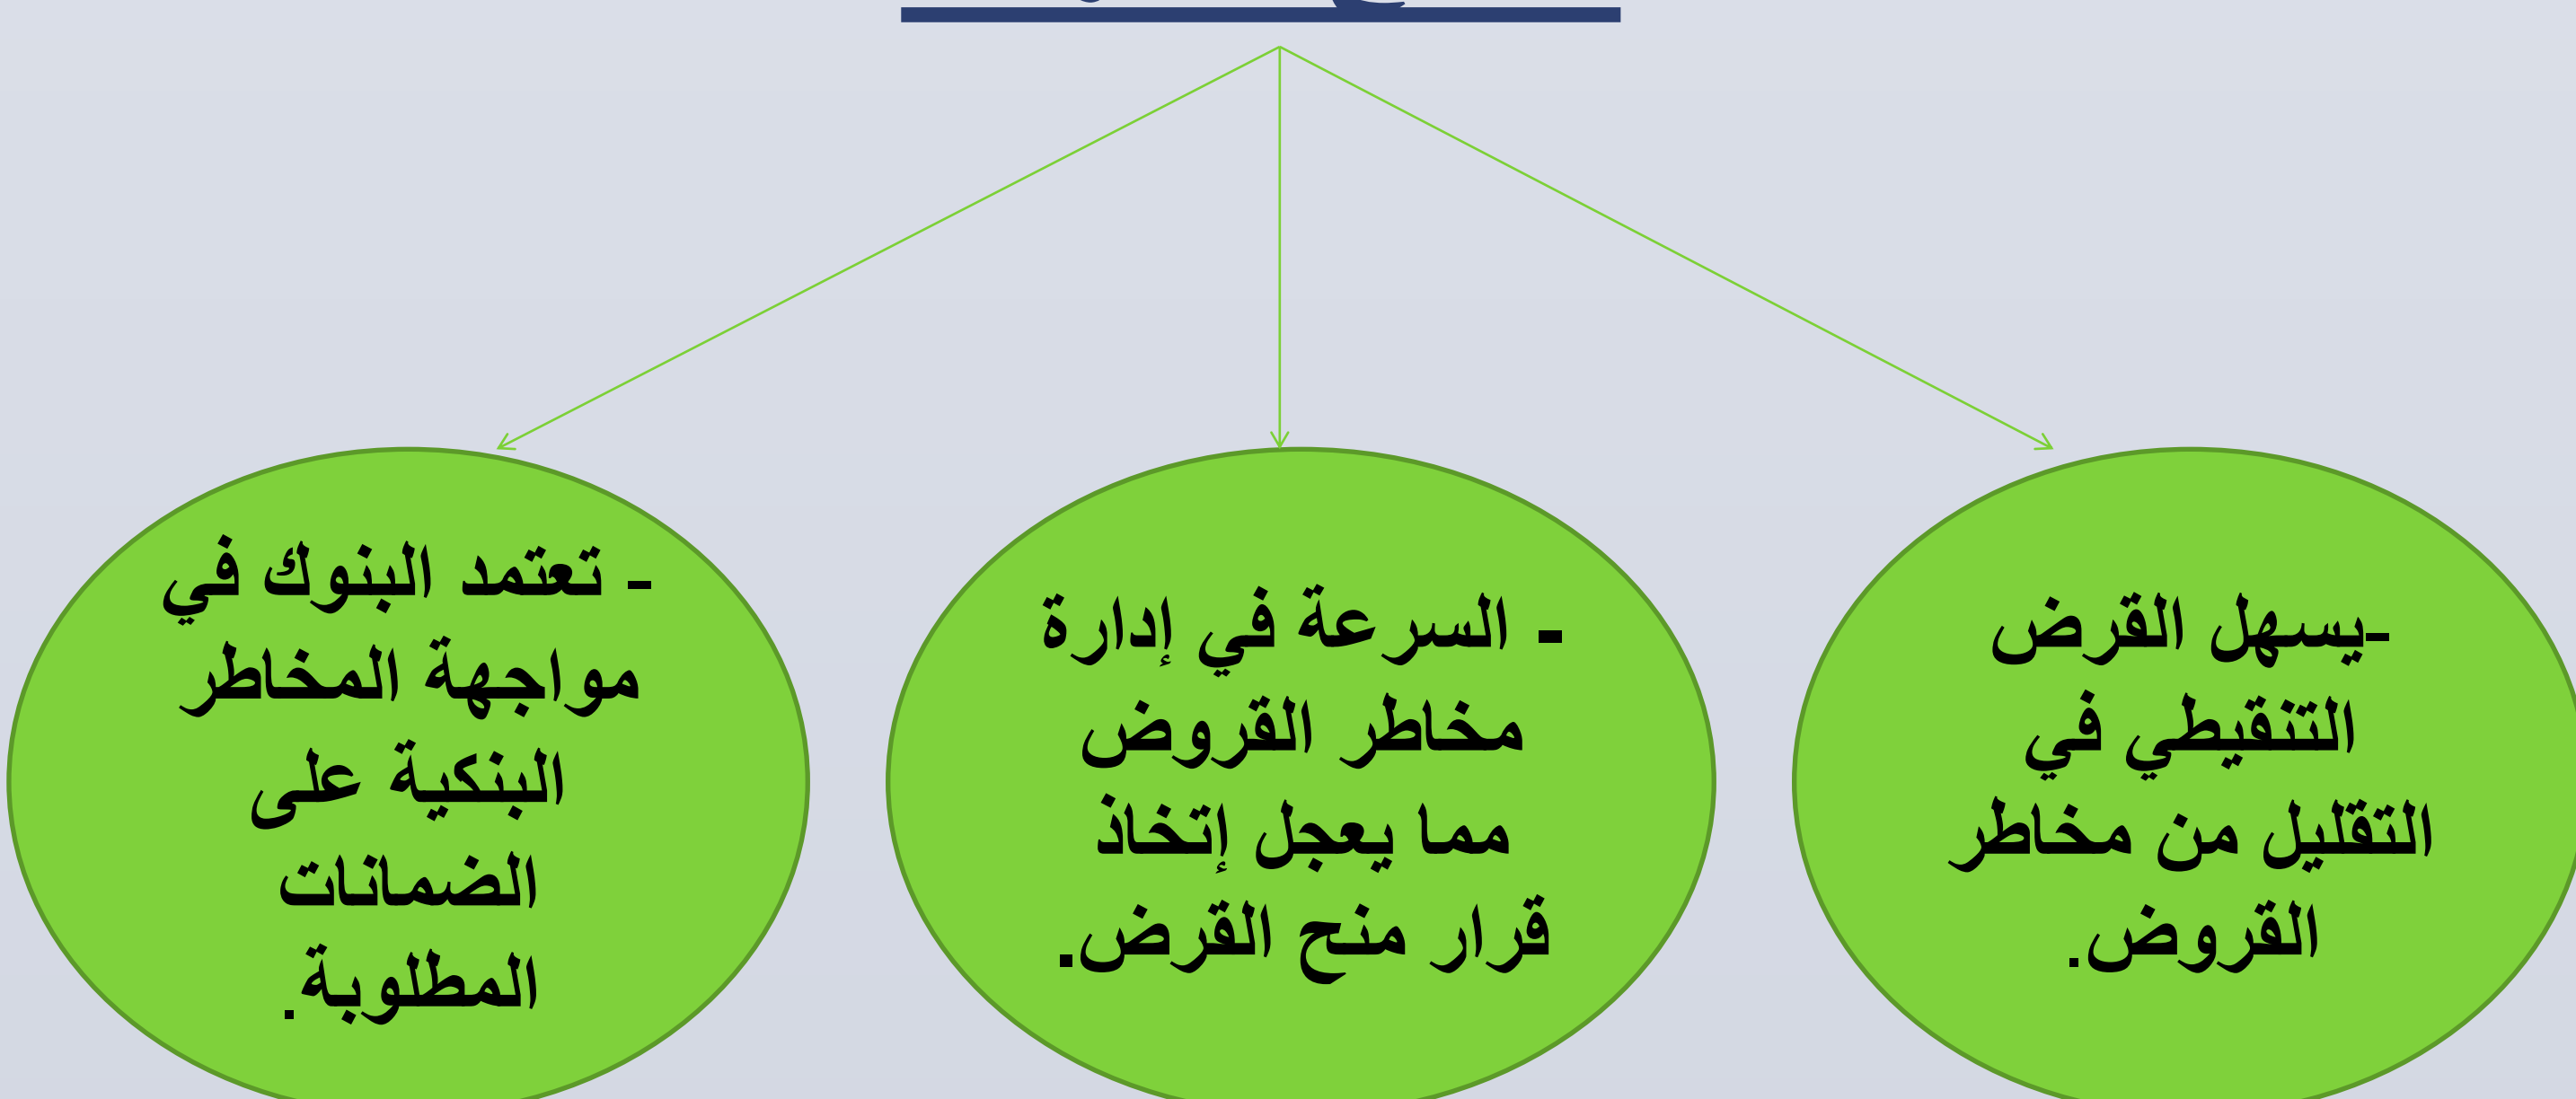 -يسهل القرض
التنقيطي في
التقليل من مخاطر
القروض.
- السرعة في إدارة
مخاطر القروض
مما يعجل إتخاذ
قرار منح القرض.
- تعتمد البنوك في
مواجهة المخاطر
البنكية على
الضمانات
المطلوبة.